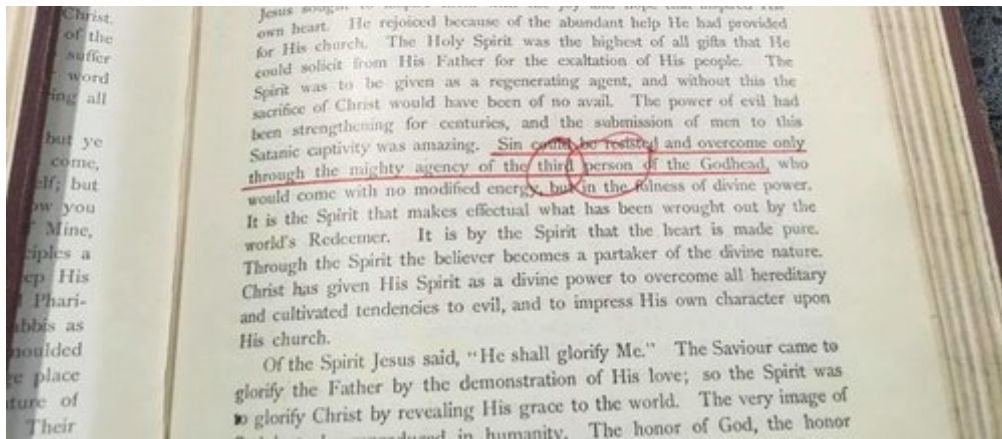 Christ.
of the
suffer
word
ing all
but ye
come,
elf; but
ow you
Mine,
ciples a
ep His
Phari-
abbis as
moulded
e place
ture of
Their
Jesus sought to
own heart. He rejoiced because of the abundant help He had provided
for His church. The Holy Spirit was the highest of all gifts that He
could solicit from His Father for the exaltation of His people. The
Spirit was to be given as a regenerating agent, and without this the
sacrifice of Christ would have been of no avail. The power of evil had
been strengthening for centuries, and the submission of men to this
Satanic captivity was amazing. Sin could be resisted and overcome only
through the mighty agency of the third person of the Godhead, who
would come with no modified energy, but in the fulness of divine power.
It is the Spirit that makes effectual what has been wrought out by the
world's Redeemer. It is by the Spirit that the heart is made pure.
Through the Spirit the believer becomes a partaker of the divine nature.
Christ has given His Spirit as a divine power to overcome all hereditary
and cultivated tendencies to evil, and to impress His own character upon
His church.
Of the Spirit Jesus said, "He shall glorify Me." The Saviour came to
glorify the Father by the demonstration of His love; so the Spirit was
to glorify Christ by revealing His grace to the world. The very image of
in humanity. The honor of God, the honor